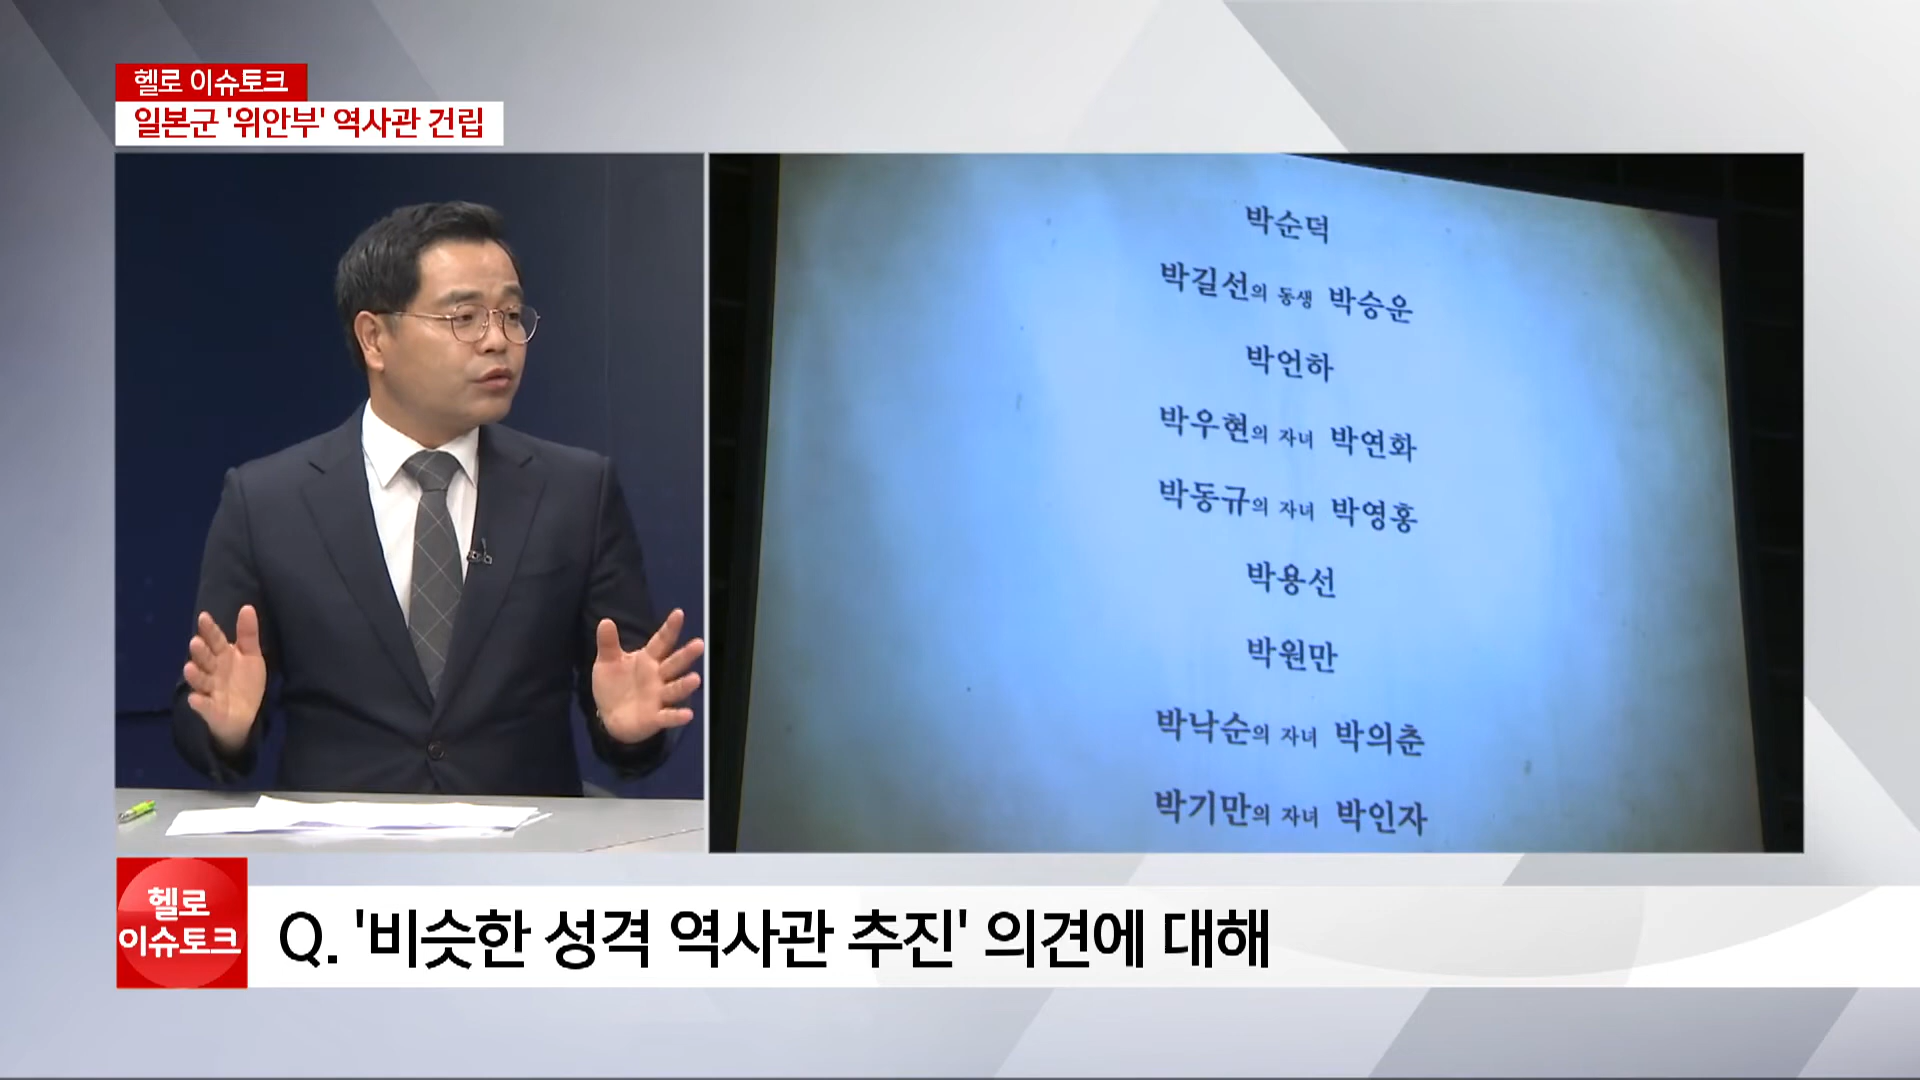 헬로 이슈토크
일본군 '위안부' 역사관 건립
박순덕
박길선의 동생 박승운
박언하
박우현의 자녀 박연화
박동규의 자녀 박영홍
박용선
박원만
박낙순의 자녀 박의춘
박기만의 자녀 박인자
헬로
이슈토크
Q. '비슷한 성격 역사관 추진' 의견에 대해